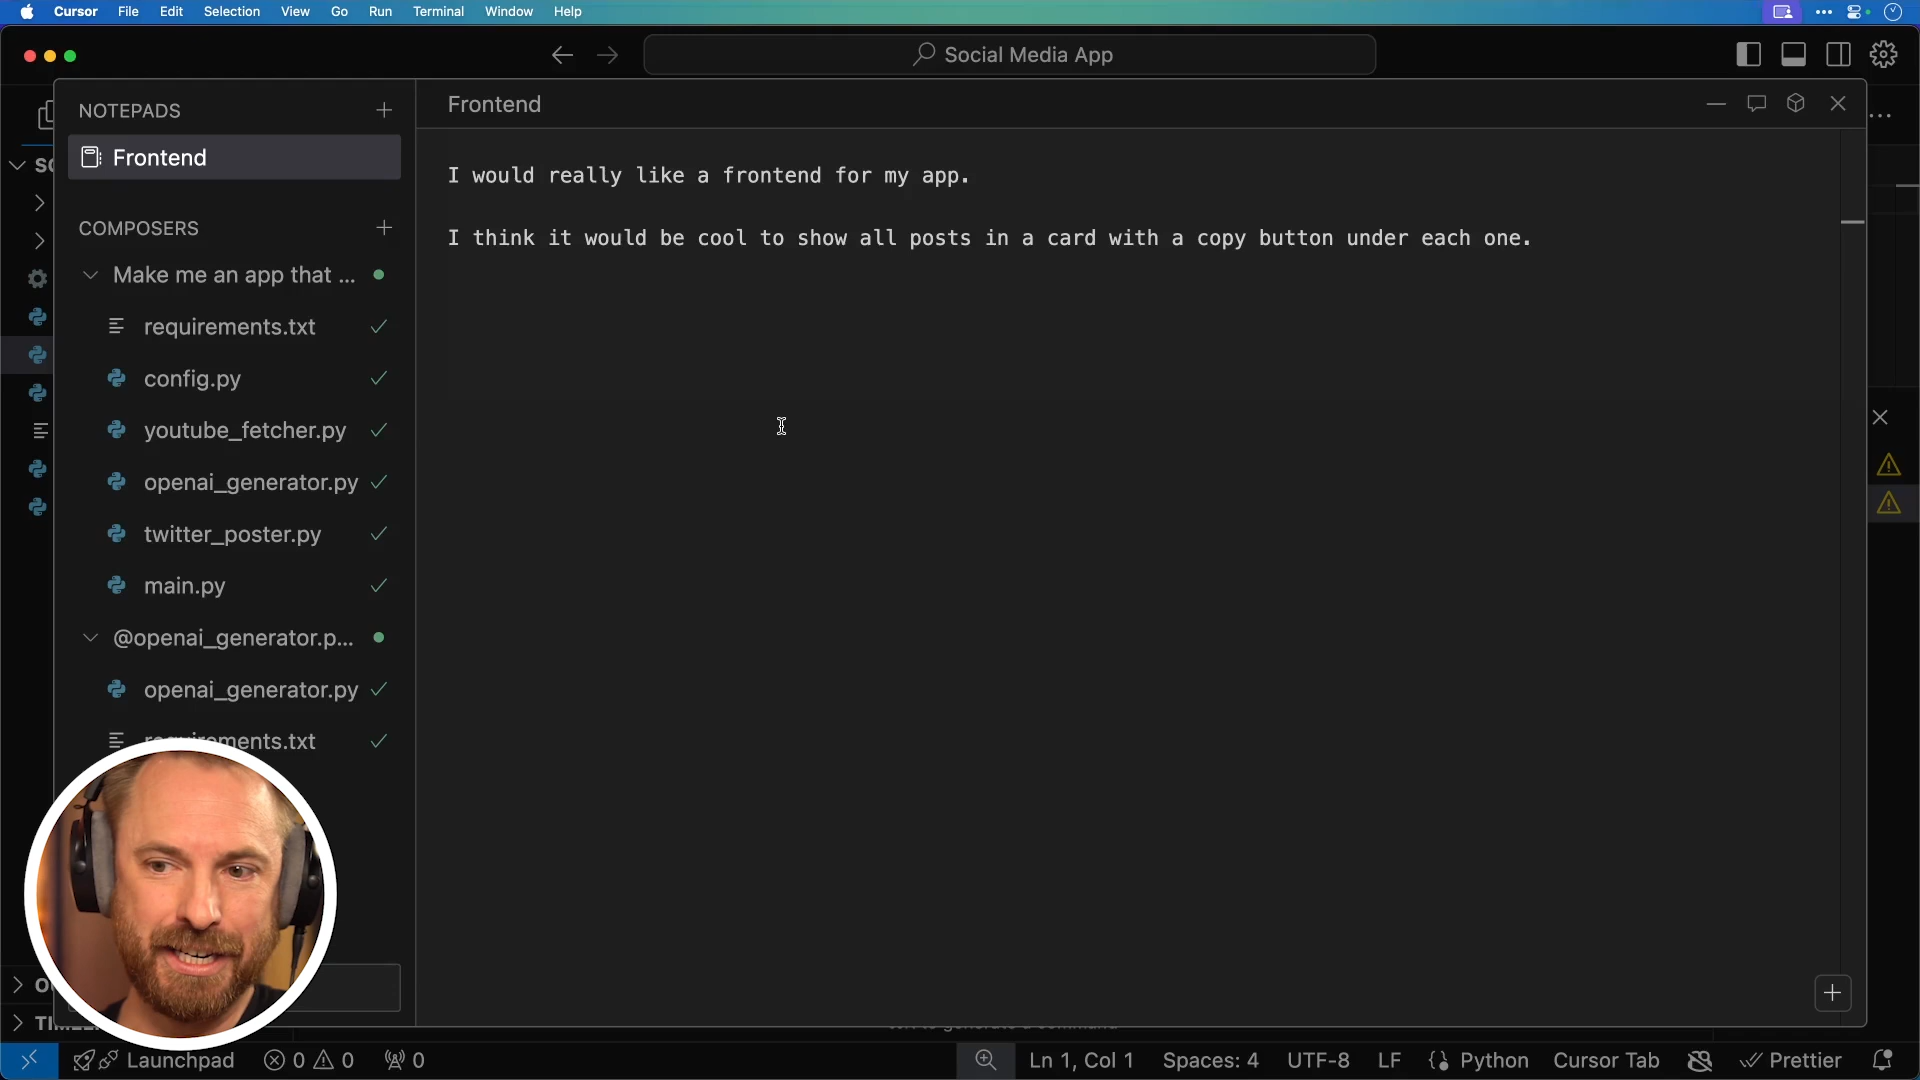 Cursor File Edit Selection View Go Run Terminal Window Help
Social Media App
NOTEPADS
Frontend
Frontend
I would really like a frontend for my app.
I think it would be cool to show all posts in a card with a copy button under each one.
COMPOSERS
Make me an app that ...
requirements.txt
config.py
youtube_fetcher.py
openai_generator.py
twitter_poster.py
main.py
@openai_generator.p...
openai_generator.py
requirements.txt
Launchpad 0 0 0 Ln 1, Col 1 Spaces: 4 UTF-8 LF Python Cursor Tab Prettier